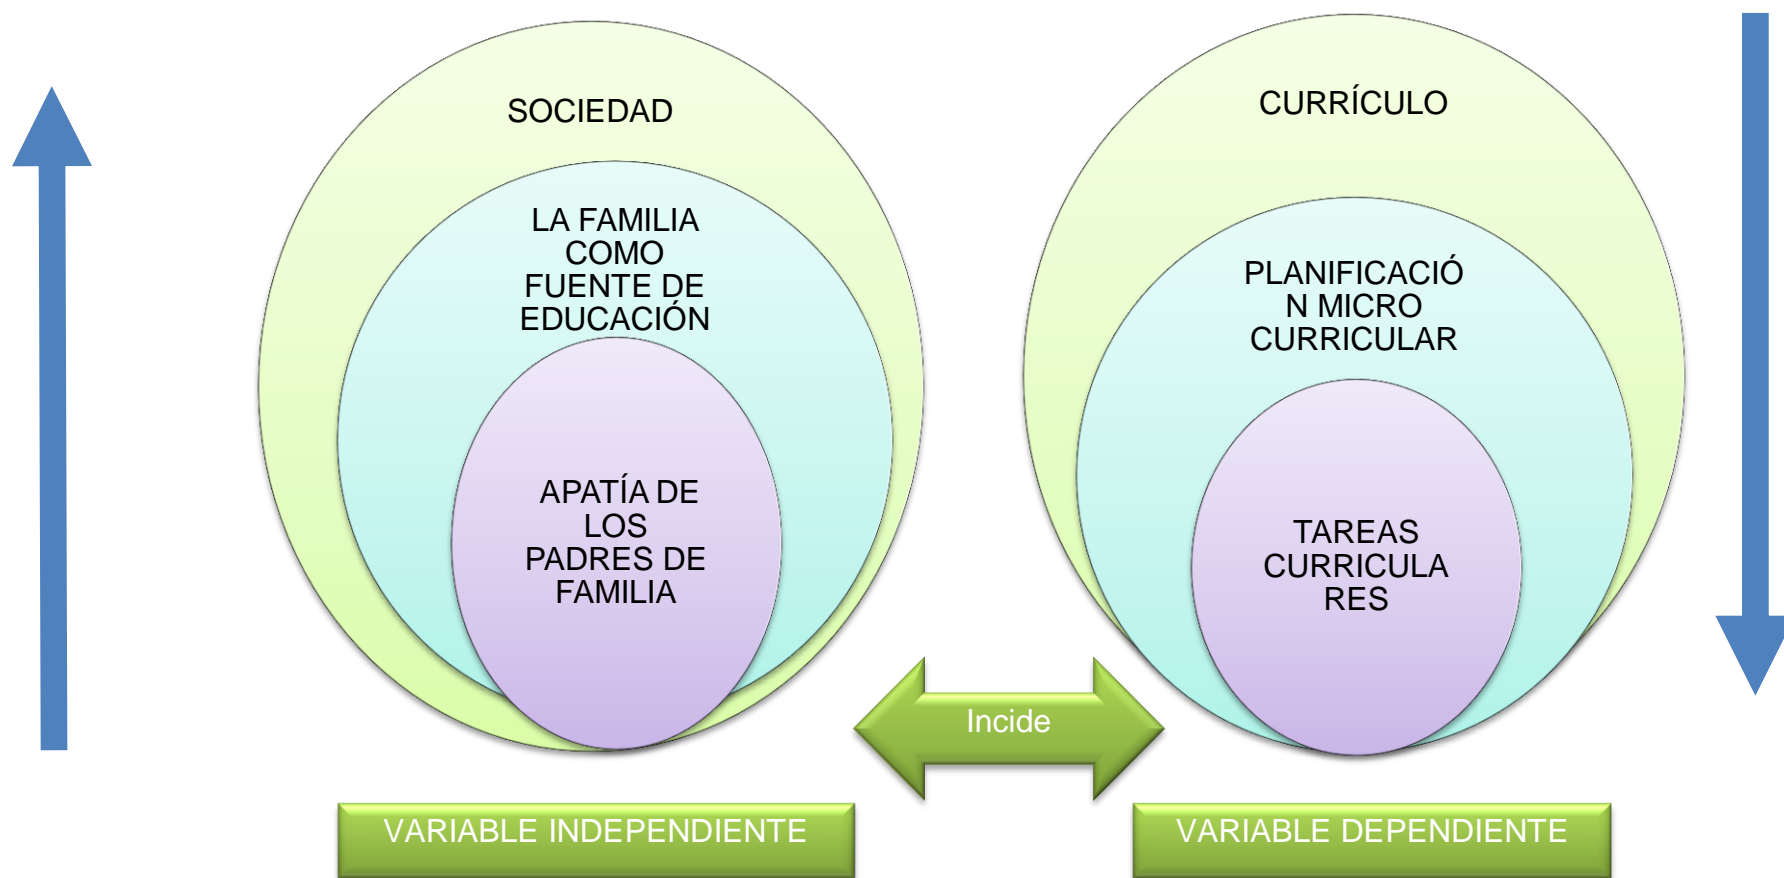 SOCIEDAD
LA FAMILIA
COMO
FUENTE DE
EDUCACIÓN
APATÍA DE
LOS
PADRES DE
FAMILIA
CURRÍCULO
PLANIFICACIÓ
N MICRO
CURRICULAR
TAREAS
CURRICULA
RES
Incide
VARIABLE INDEPENDIENTE
VARIABLE DEPENDIENTE